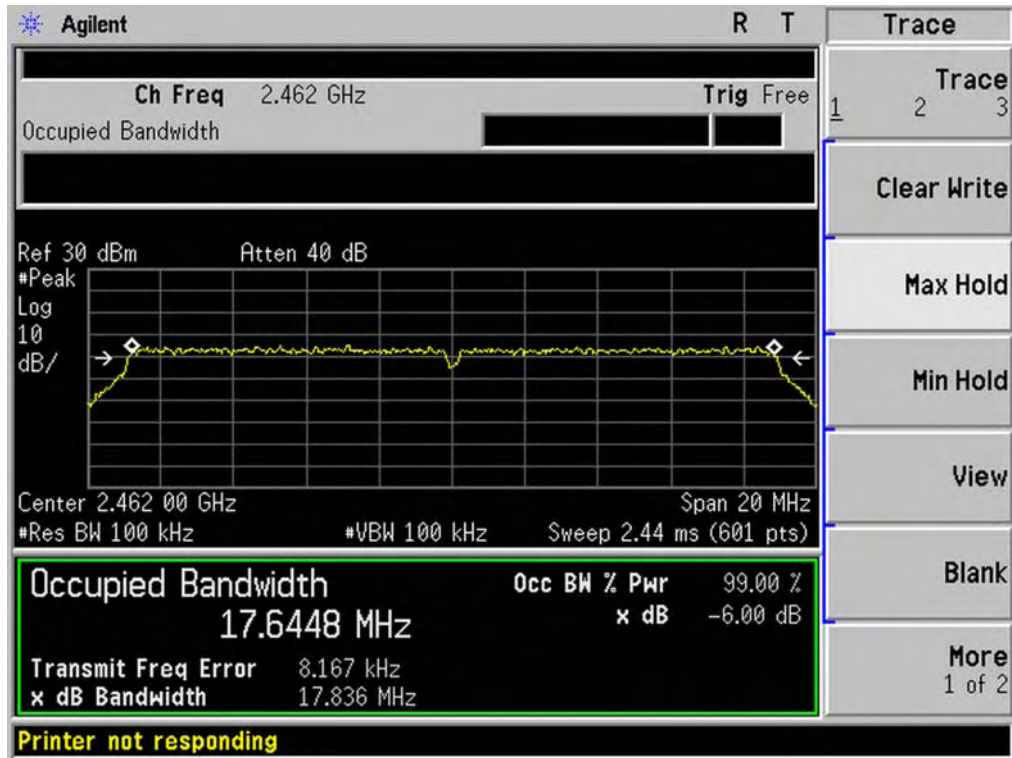 Agilent R T Trace
Ch Freq 2.462 GHz Trig Free
Occupied Bandwidth
Trace
1 2 3
Clear Write
Max Hold
Min Hold
View
Blank
More
1 of 2
Ref 30 dBm Atten 40 dB
#Peak
Log
10
dB/
Center 2.462 00 GHz Span 20 MHz
#Res BW 100 kHz #VBW 100 kHz Sweep 2.44 ms (601 pts)
Occupied Bandwidth Occ BW % Pwr 99.00 %
17.6448 MHz x dB -6.00 dB
Transmit Freq Error 8.167 kHz
x dB Bandwidth 17.836 MHz
Printer not responding